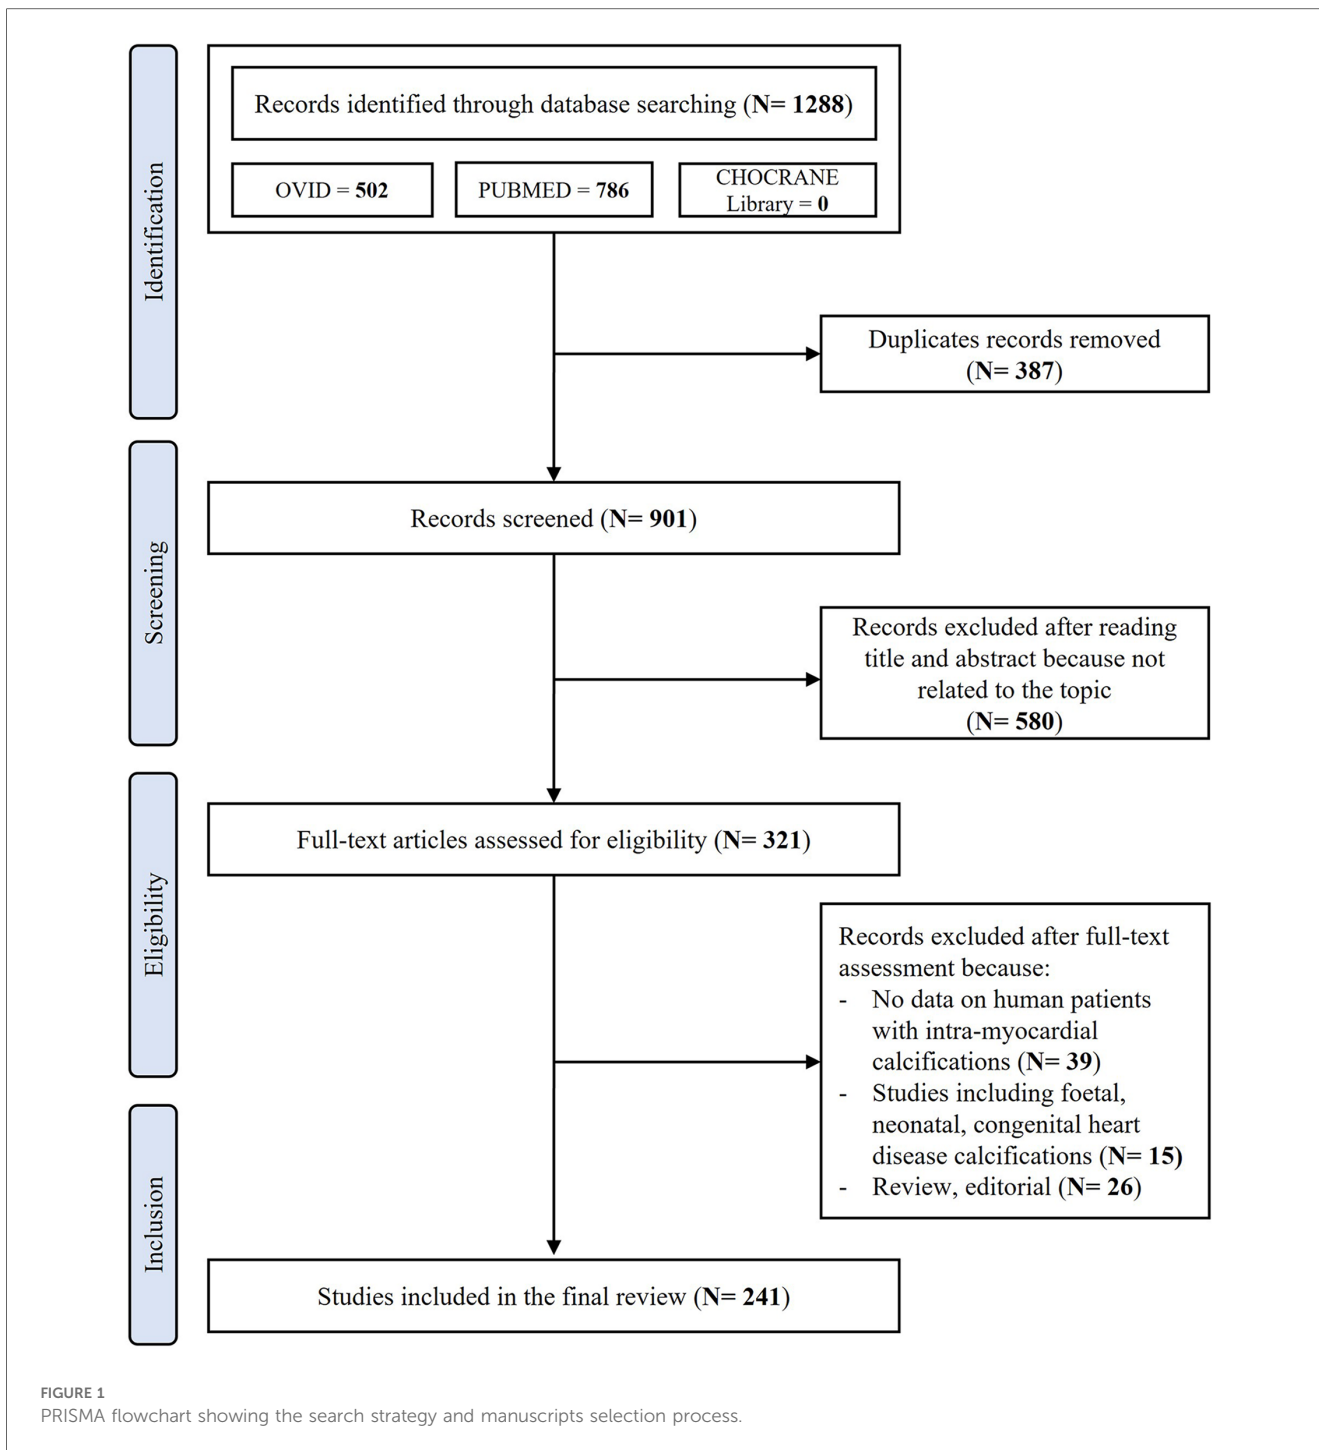 Identification
Records identified through database searching (N= 1288)
OVID = 502
PUBMED = 786
CHOCRANE
Library = 0
Duplicates records removed
(N= 387)
Screening
Records screened (N= 901)
Records excluded after reading
title and abstract because not
related to the topic
(N= 580)
Eligibility
Full-text articles assessed for eligibility (N= 321)
Records excluded after full-text
assessment because:
- No data on human patients
with intra-myocardial
calcifications (N= 39)
- Studies including foetal,
neonatal, congenital heart
disease calcifications (N= 15)
- Review, editorial (N= 26)
Inclusion
Studies included in the final review (N= 241)
FIGURE 1
PRISMA flowchart showing the search strategy and manuscripts selection process.